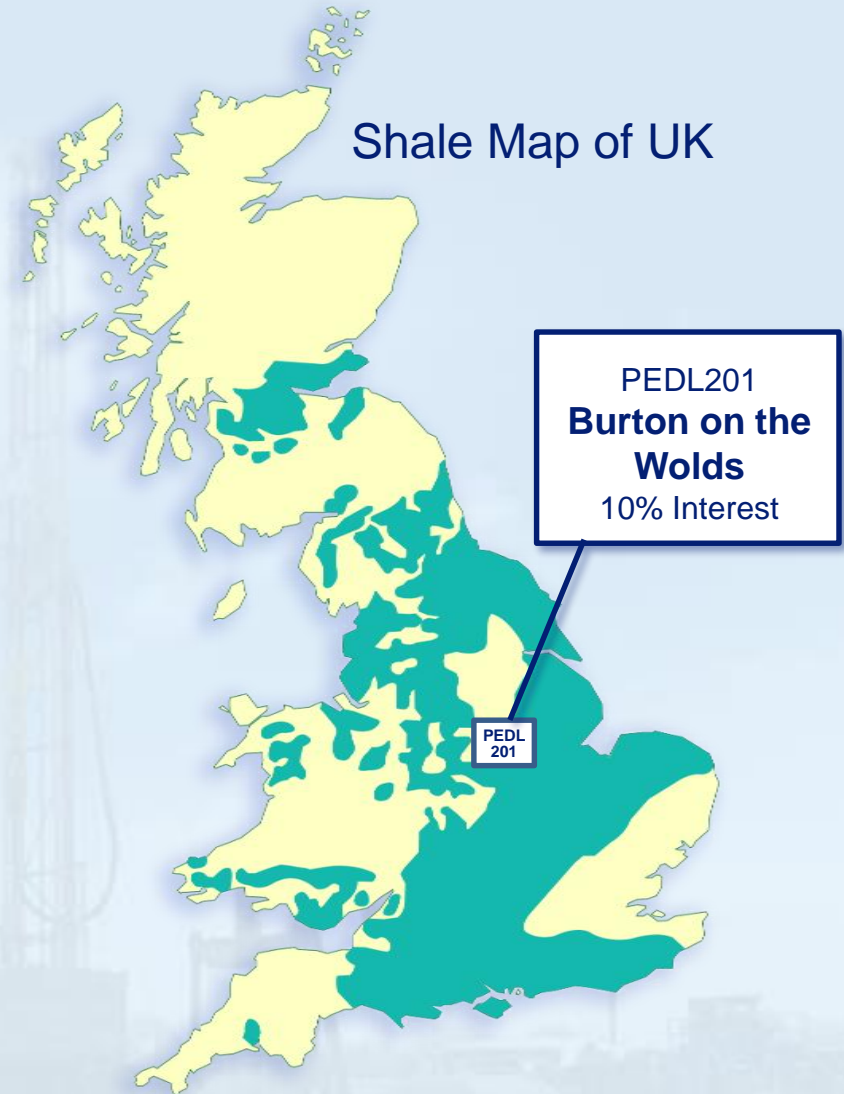 Shale Map of UK
PEDL201
Burton on the
Wolds
10% Interest
PEDL
201